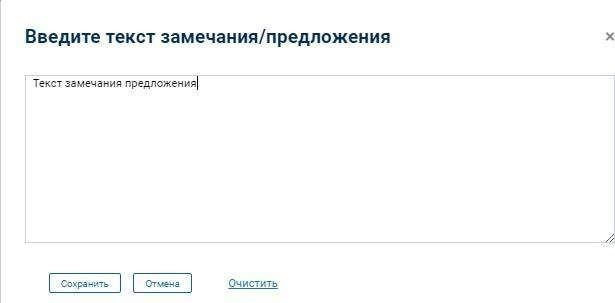 Введите текст замечания/предложения
×
Текст замечания предложения
Сохранить Отмена Очистить